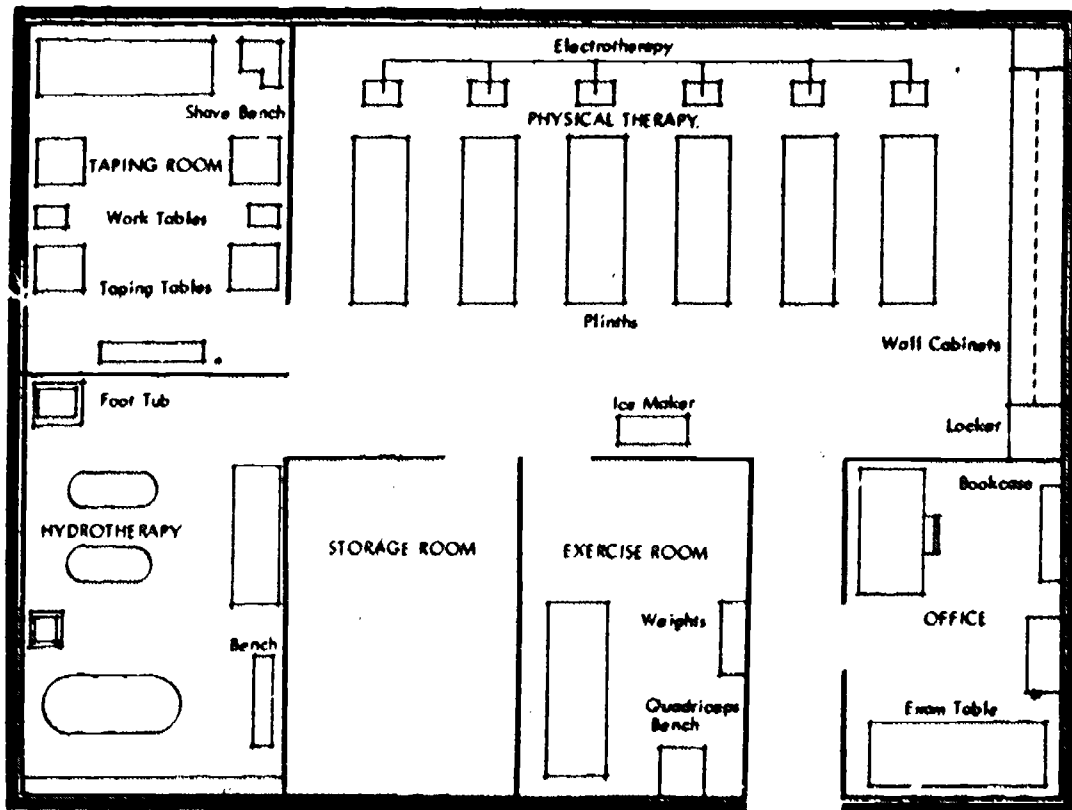 Electrotherapy
Shave Bench
PHYSICAL THERAPY.
TAPING ROOM
Work Tables
Taping Tables
Plinths
Wall Cabinets
Foot Tub
Ice Maker
Locker
Bookcase
HYDROTHERAPY
STORAGE ROOM
EXERCISE ROOM
Weights
OFFICE
Bench
Quadriceps
Bench
Exam Table